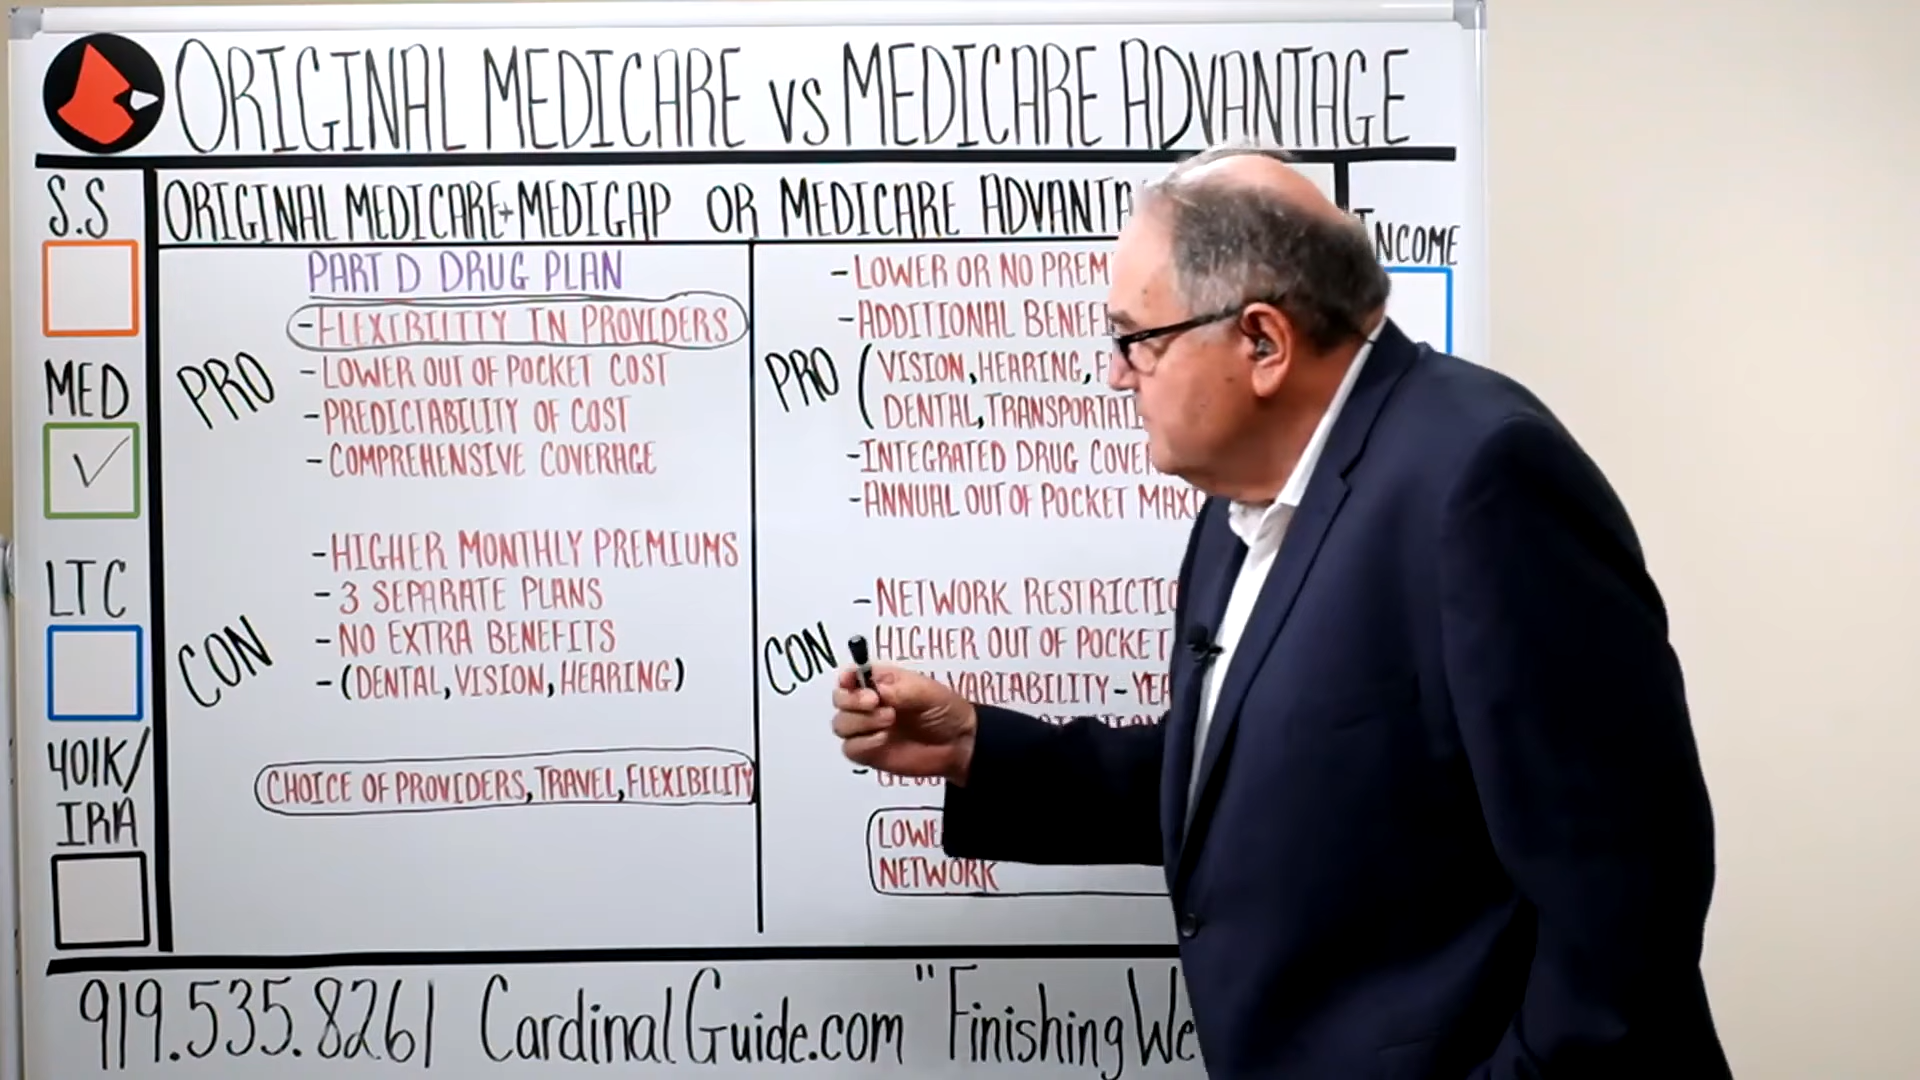 ORIGINAL MEDICARE VS MEDICARE ADVANTAGE
S.S
MED
LTC
401K/
IRA
ORIGINAL MEDICARE+MEDIGAP OR MEDICARE
INCOME
PART D DRUG PLAN
PRO
-FLEXIBILITY IN PROVIDERS
-LOWER OUT OF POCKET COST
-PREDICTABILITY OF COST
-COMPREHENSIVE COVERAGE
CON
-HIGHER MONTHLY PREMIUMS
-3 SEPARATE PLANS
-NO EXTRA BENEFITS
-(DENTAL,VISION,HEARING)
CHOICE OF PROVIDERS,TRAVEL,FLEXIBILITY
-LOWER OR NO
PRO
-ADDITIONAL
(VISION,HEARING,
DENTAL,
-INTEGRATED DRUG
-ANNUAL OUT OF POCKET
CON
-NETWORK
HIGHER OUT OF POCKET
VARIABILITY-
NETWORK
919.535.8261 CardinalGuide.com "Finishing